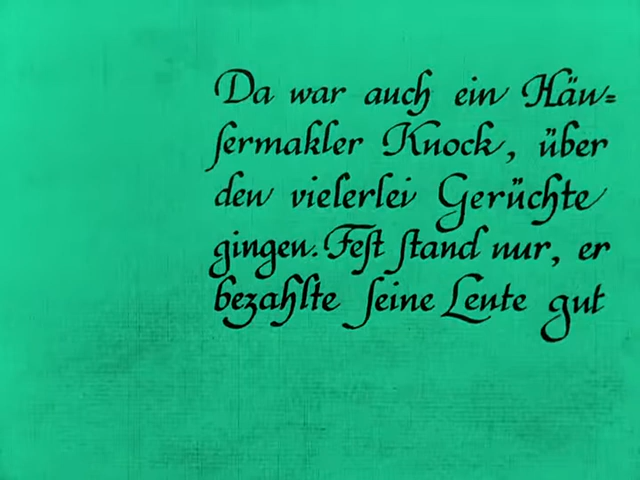 Da war auch ein Häu=
ſermakler Knock, über
den vielerlei Gerüchte
gingen. Feſt ſtand nur, er
bezahlte ſeine Leute gut